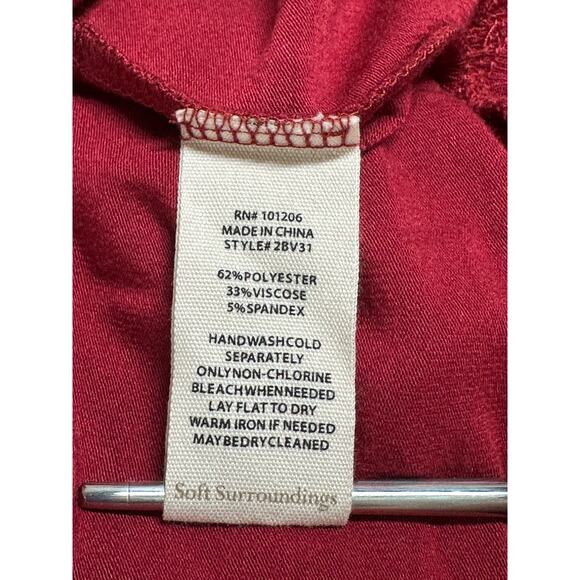 RN# 101206
MADE IN CHINA
STYLE# 2BV31
62%POLYESTER
33%VISCOSE
5%SPANDEX
HANDWASHCOLD
SEPARATELY
ONLYNON-CHLORINE
BLEACHWHENNEEDED
LAY FLAT TO DRY
WARM IRON IF NEEDED
MAYBEDRYCLEANED
Soft Surroundings